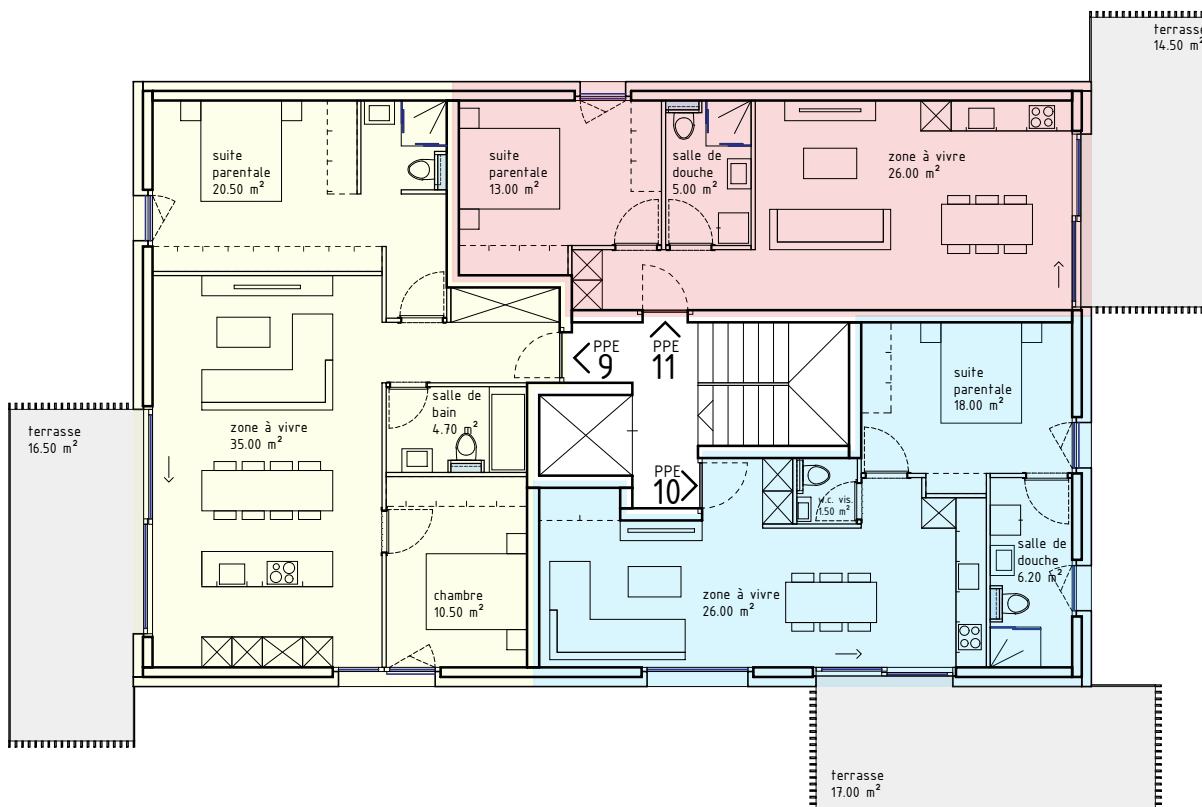 terrasse
14.50 m²
suite
parentale
20.50 m²
suite
parentale
13.00 m²
salle de
douche
5.00 m²
zone à vivre
26.00 m²
PPE
9
PPE
11
suite
parentale
18.00 m²
terrasse
16.50 m²
zone à vivre
35.00 m²
salle de
bain
4.70 m²
PPE
10
w.c. vis.
1.50 m²
salle de
douche
6.20 m²
chambre
10.50 m²
zone à vivre
26.00 m²
terrasse
17.00 m²